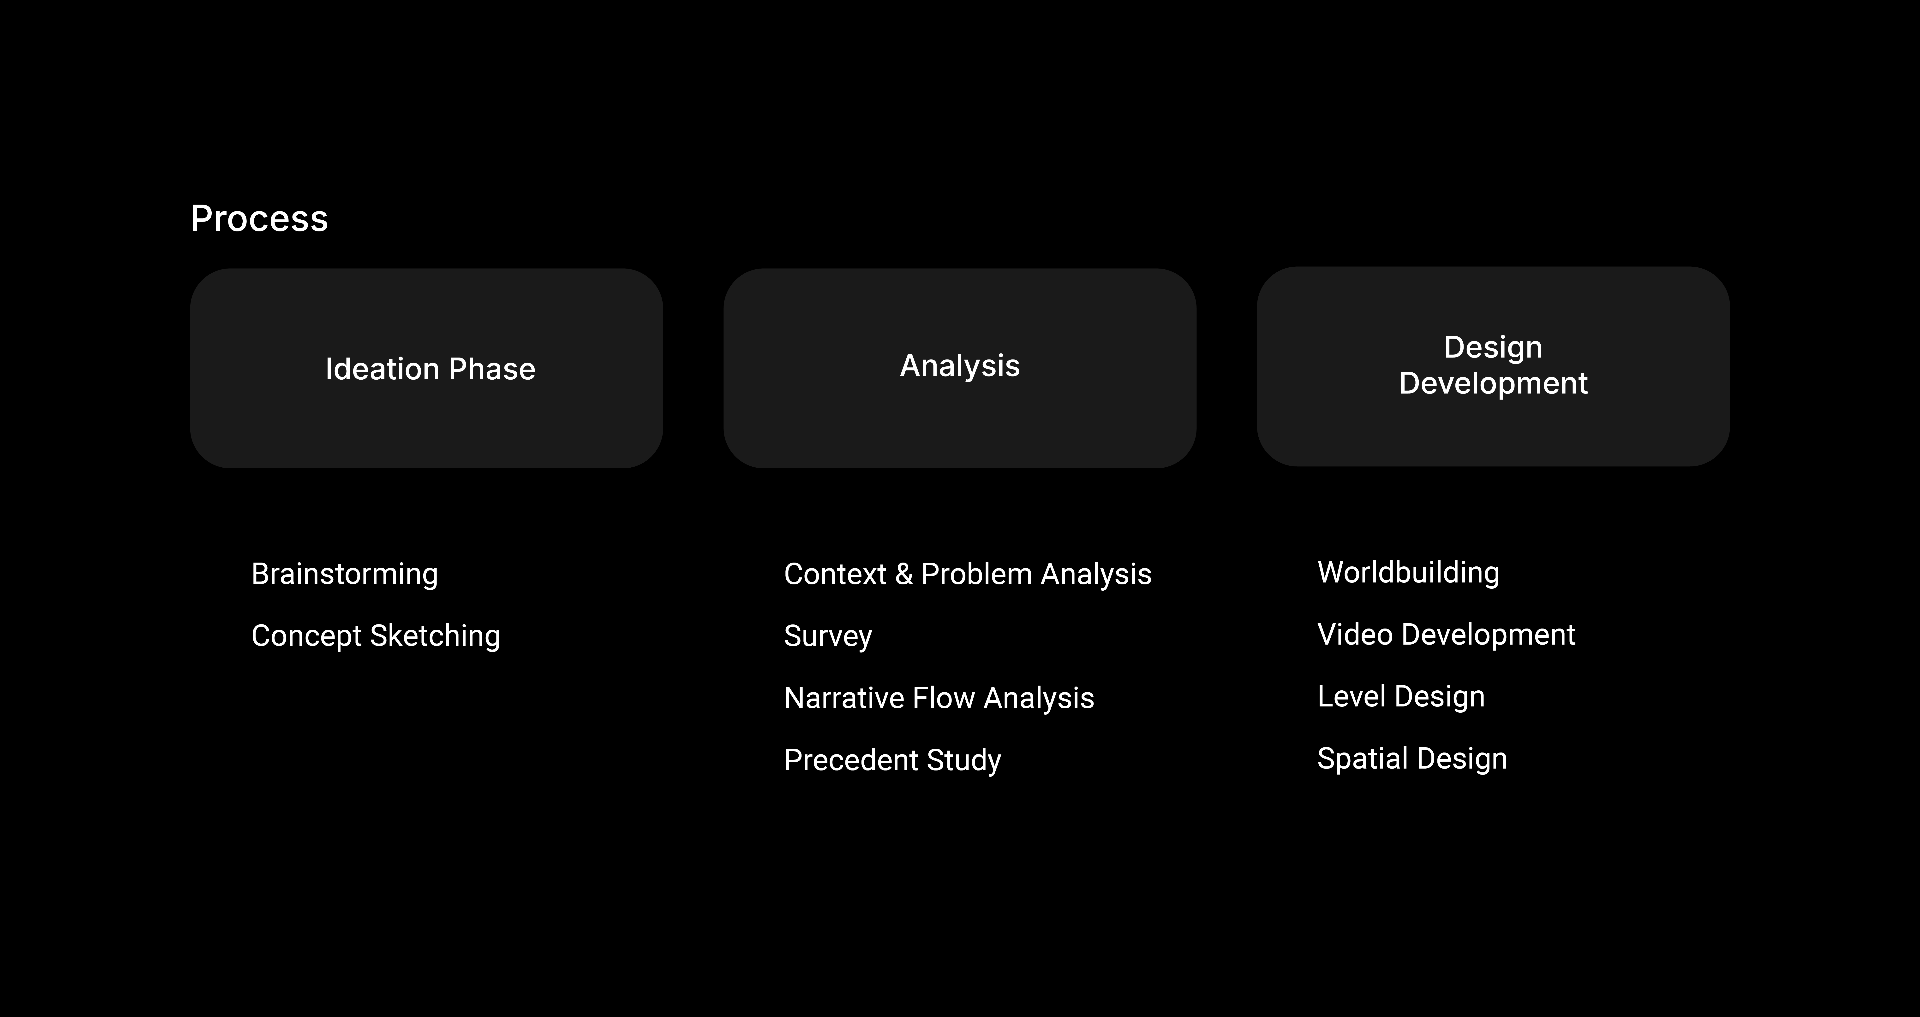 Process
Ideation Phase
Analysis
Design
Development
Brainstorming
Concept Sketching
Context & Problem Analysis
Survey
Narrative Flow Analysis
Precedent Study
Worldbuilding
Video Development
Level Design
Spatial Design